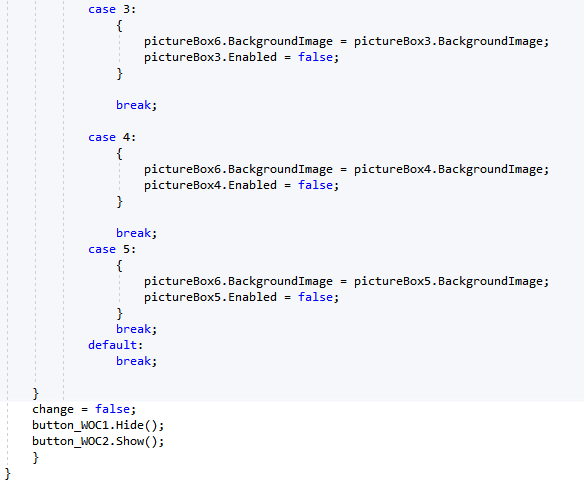 case 3:
{
pictureBox6.BackgroundImage = pictureBox3.BackgroundImage;
pictureBox3.Enabled = false;
}
break;
case 4:
{
pictureBox6.BackgroundImage = pictureBox4.BackgroundImage;
pictureBox4.Enabled = false;
}
break;
case 5:
{
pictureBox6.BackgroundImage = pictureBox5.BackgroundImage;
pictureBox5.Enabled = false;
}
break;
default:
break;
}
change = false;
button_WOC1.Hide();
button_WOC2.Show();
}
}